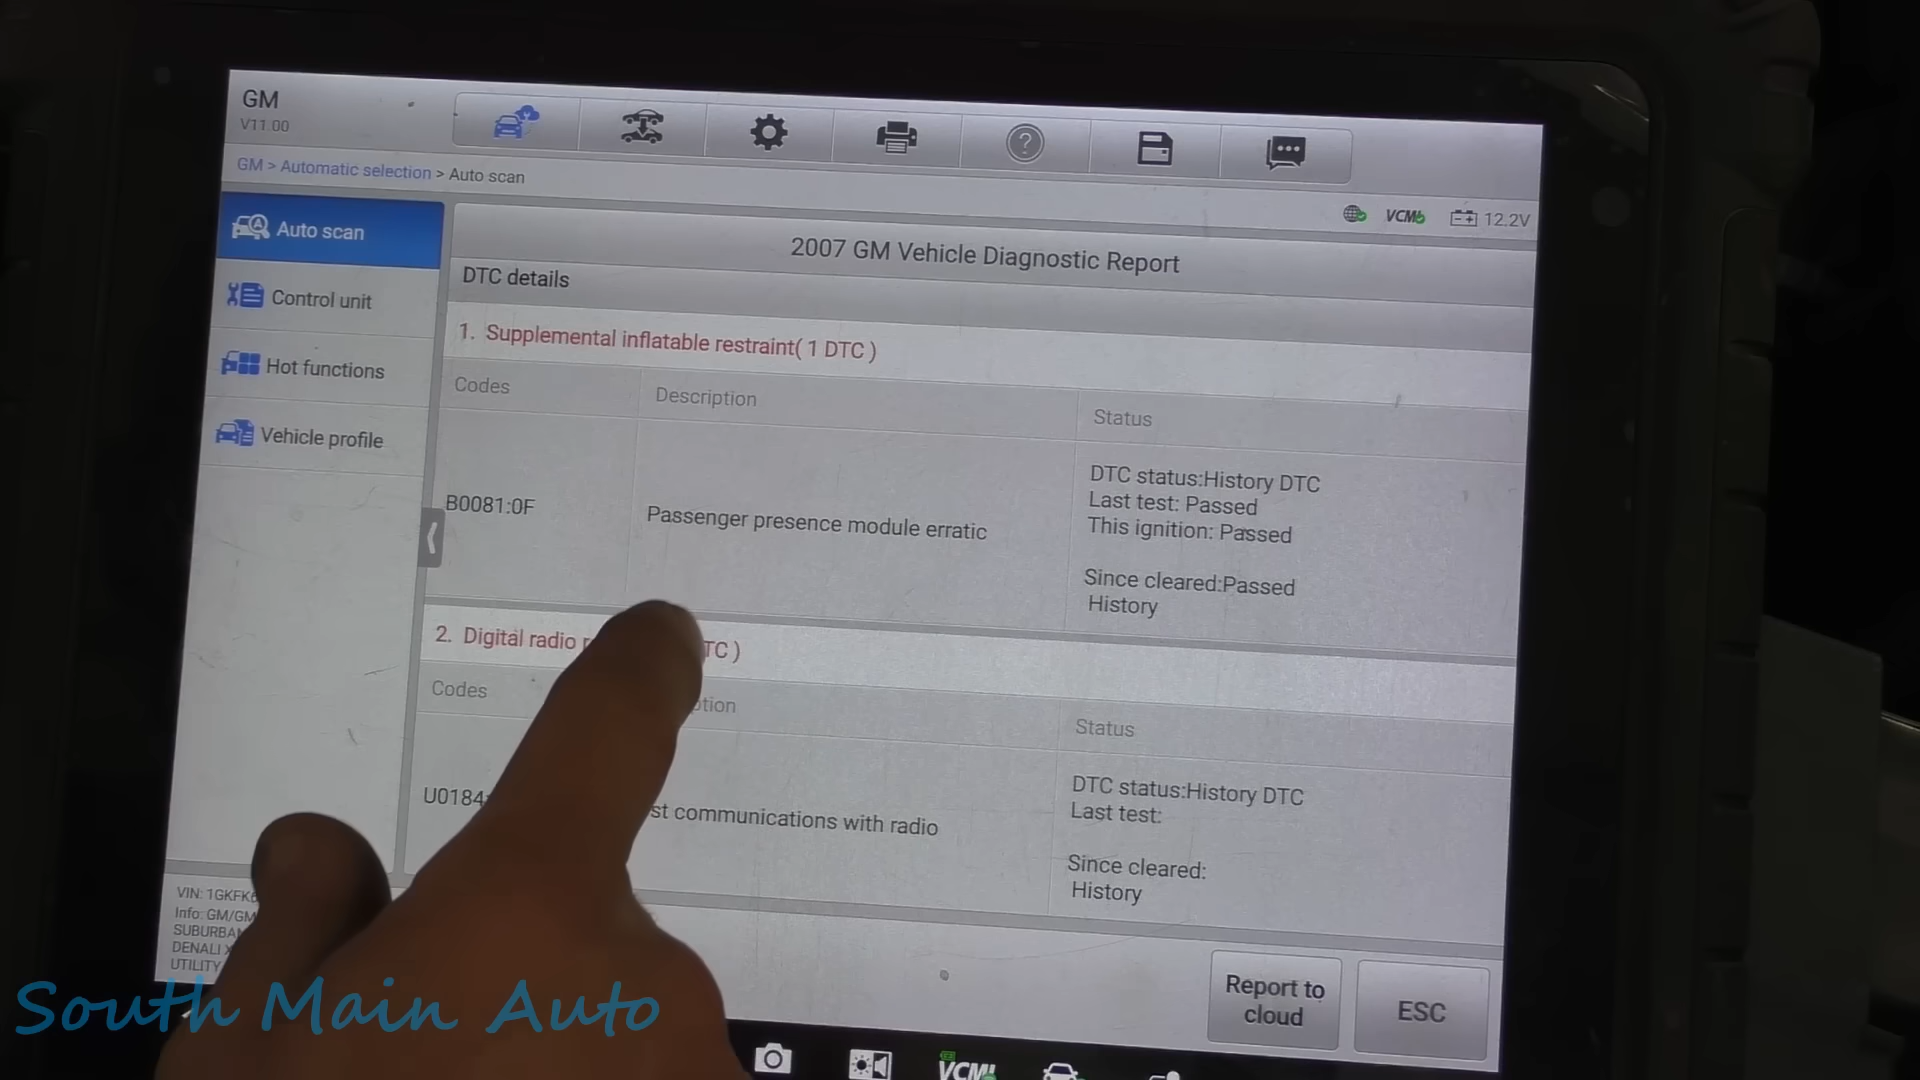 GM
V11.00
GM > Automatic selection > Auto scan
VCMI 12.2V
Auto scan
Control unit
Hot functions
Vehicle profile
2007 GM Vehicle Diagnostic Report
DTC details
1. Supplemental inflatable restraint( 1 DTC )
Codes Description Status
B0081:0F Passenger presence module erratic
DTC status:History DTC
Last test: Passed
This ignition: Passed
Since cleared:Passed
History
2. Digital radio TC )
Codes Status
U0184 communications with radio
DTC status:History DTC
Last test:
Since cleared:
History
VIN: 1GKFK
Info: GM/GM
SUBURBAN
DENALI X
UTILITY
Report to
cloud
ESC
VCMI
South Main Auto